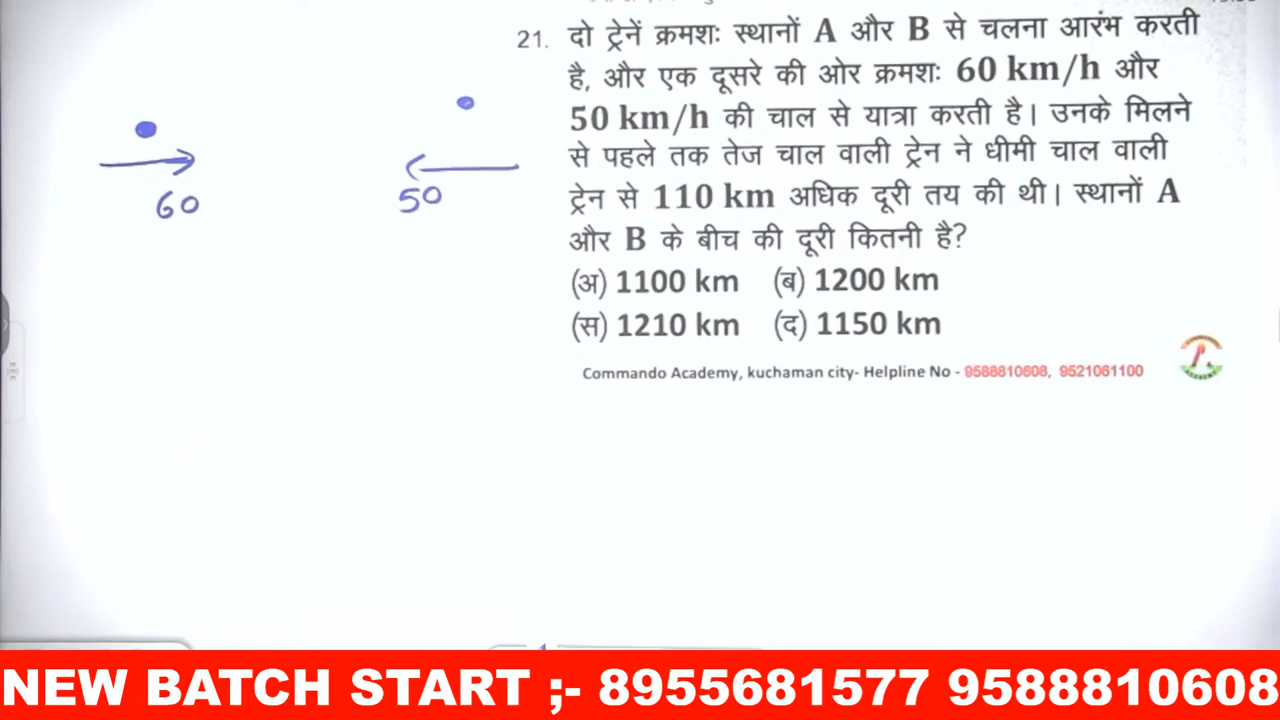 21. दो ट्रेनें क्रमशः स्थानों A और B से चलना आरंभ करती
है, और एक दूसरे की ओर क्रमशः 60 km/h और
50 km/h की चाल से यात्रा करती है। उनके मिलने
से पहले तक तेज चाल वाली ट्रेन ने धीमी चाल वाली
ट्रेन से 110 km अधिक दूरी तय की थी। स्थानों A
और B के बीच की दूरी कितनी है?
(अ) 1100 km (ब) 1200 km
(स) 1210 km (द) 1150 km
60
50
Commando Academy, kuchaman city- Helpline No - 9588810608, 9521061100
NEW BATCH START ;- 8955681577 9588810608